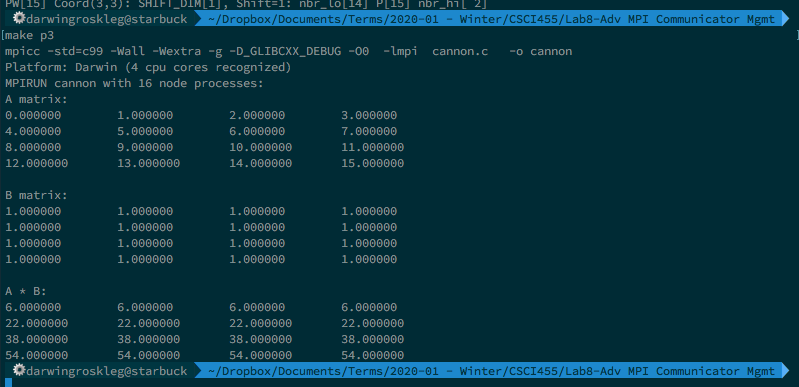 PW[15] Coord(3,3): SHIFT_DIM[1], Shift=1: nbr_lo[14] P[15] nbr_hi[ 2]
darwingroskleg@starbuck ~/Dropbox/Documents/Terms/2020-01 - Winter/CSCI455/Lab8-Adv MPI Communicator Mgmt
[make p3 ]
mpicc -std=c99 -Wall -Wextra -g -D_GLIBCXX_DEBUG -O0 -lmpi cannon.c -o cannon
Platform: Darwin (4 cpu cores recognized)
MPIRUN cannon with 16 node processes:
A matrix:
0.000000 1.000000 2.000000 3.000000
4.000000 5.000000 6.000000 7.000000
8.000000 9.000000 10.000000 11.000000
12.000000 13.000000 14.000000 15.000000
B matrix:
1.000000 1.000000 1.000000 1.000000
1.000000 1.000000 1.000000 1.000000
1.000000 1.000000 1.000000 1.000000
1.000000 1.000000 1.000000 1.000000
A * B:
6.000000 6.000000 6.000000 6.000000
22.000000 22.000000 22.000000 22.000000
38.000000 38.000000 38.000000 38.000000
54.000000 54.000000 54.000000 54.000000
darwingroskleg@starbuck ~/Dropbox/Documents/Terms/2020-01 - Winter/CSCI455/Lab8-Adv MPI Communicator Mgmt